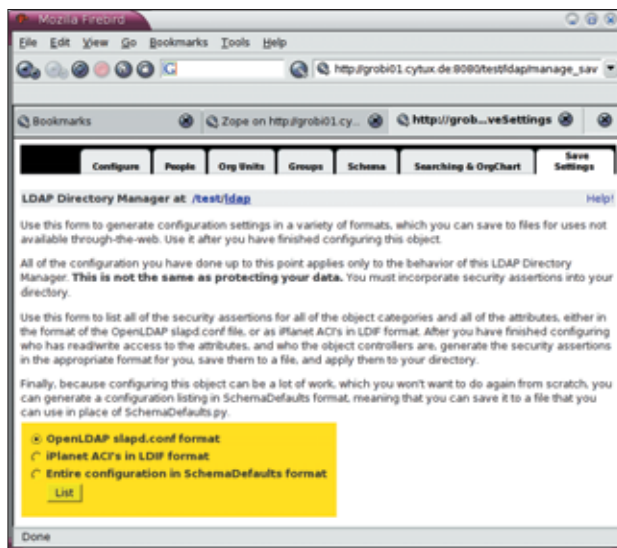 Mozilla Firebird
File Edit View Go Bookmarks Tools Help
http://grobi01.cytux.de:8080/test/ldap/manage_sav
Bookmarks Zope on http://grobi01.cy... http://grob...veSettings
Configure People Org Units Groups Schema Searching & OrgChart Save Settings
LDAP Directory Manager at /test/ldap Help!
Use this form to generate configuration settings in a variety of formats, which you can save to files for uses not
available through-the-web. Use it after you have finished configuring this object.
All of the configuration you have done up to this point applies only to the behavior of this LDAP Directory
Manager. This is not the same as protecting your data. You must incorporate security assertions into your
directory.
Use this form to list all of the security assertions for all of the object categories and all of the attributes, either in
the format of the OpenLDAP slapd.conf file, or as iPlanet ACI's in LDIF format. After you have finished configuring
who has read/write access to the attributes, and who the object controllers are, generate the security assertions
in the appropriate format for you, save them to a file, and apply them to your directory.
Finally, because configuring this object can be a lot of work, which you won't want to do again from scratch, you
can generate a configuration listing in SchemaDefaults format, meaning that you can save it to a file that you
can use in place of SchemaDefaults.py.
OpenLDAP slapd.conf format
iPlanet ACI's in LDIF format
Entire configuration in SchemaDefaults format
List
Done